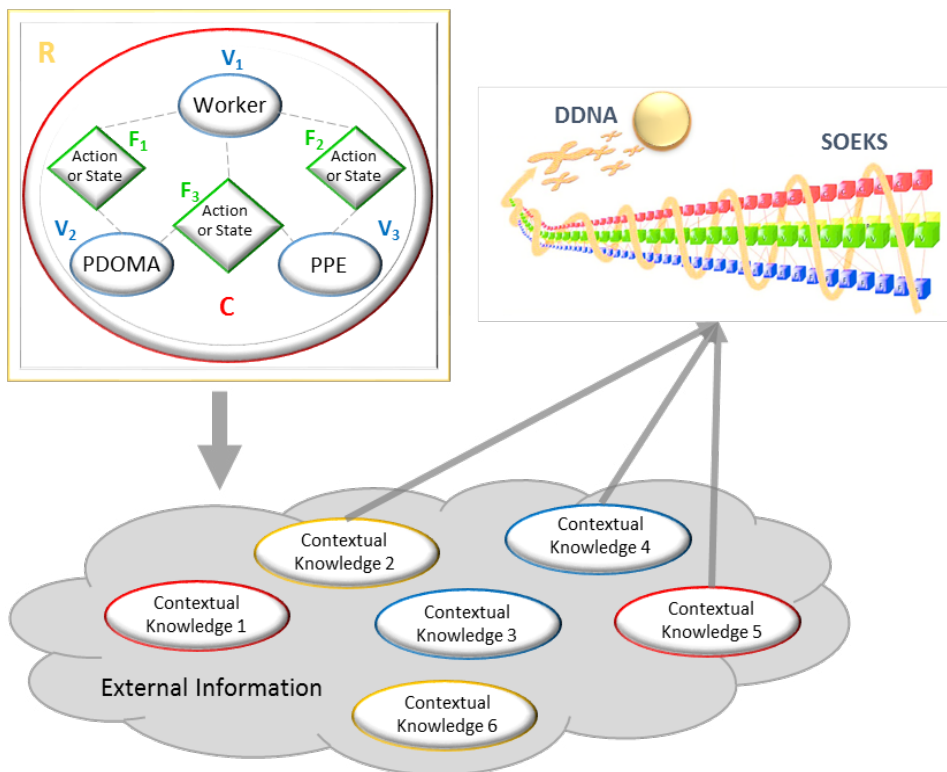 R
V1
Worker
F1
F2
Action
or State
Action
or State
F3
Action
or State
V2
V3
PDOMA
PPE
C
DDNA
SOEKS
Contextual
Knowledge 2
Contextual
Knowledge 4
Contextual
Knowledge 1
Contextual
Knowledge 3
Contextual
Knowledge 5
External Information
Contextual
Knowledge 6